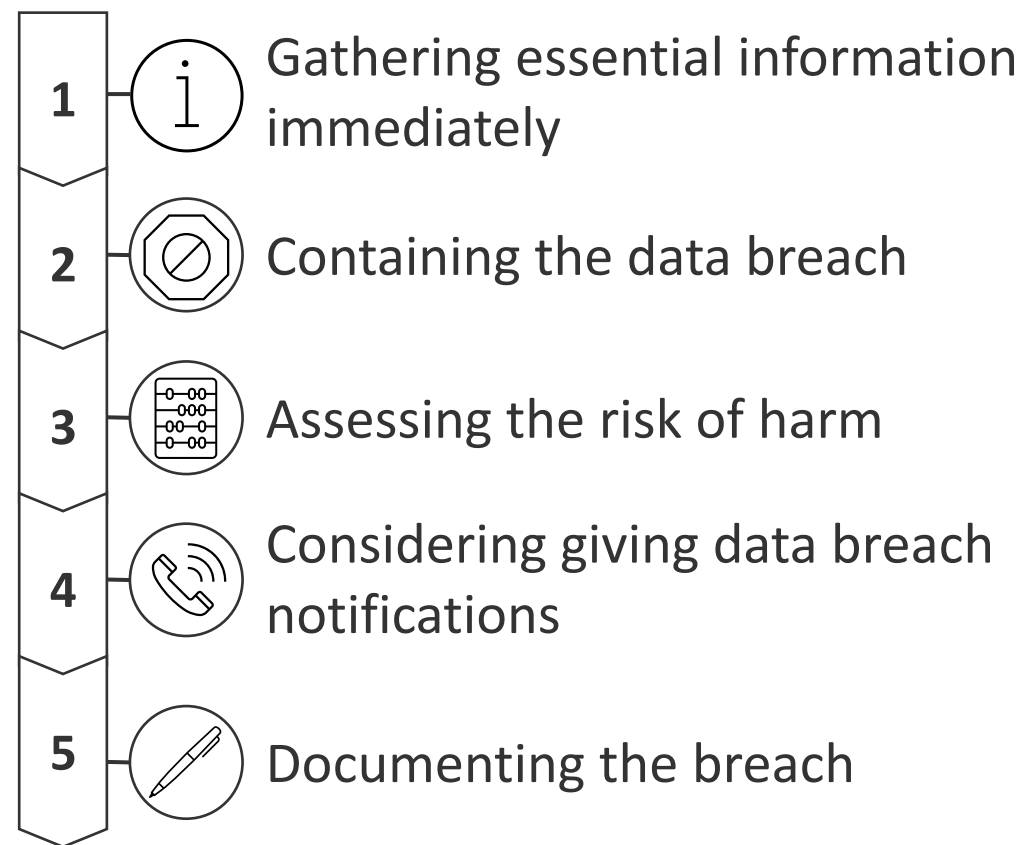 1
Gathering essential information
immediately
2
Containing the data breach
3
Assessing the risk of harm
4
Considering giving data breach
notifications
5
Documenting the breach